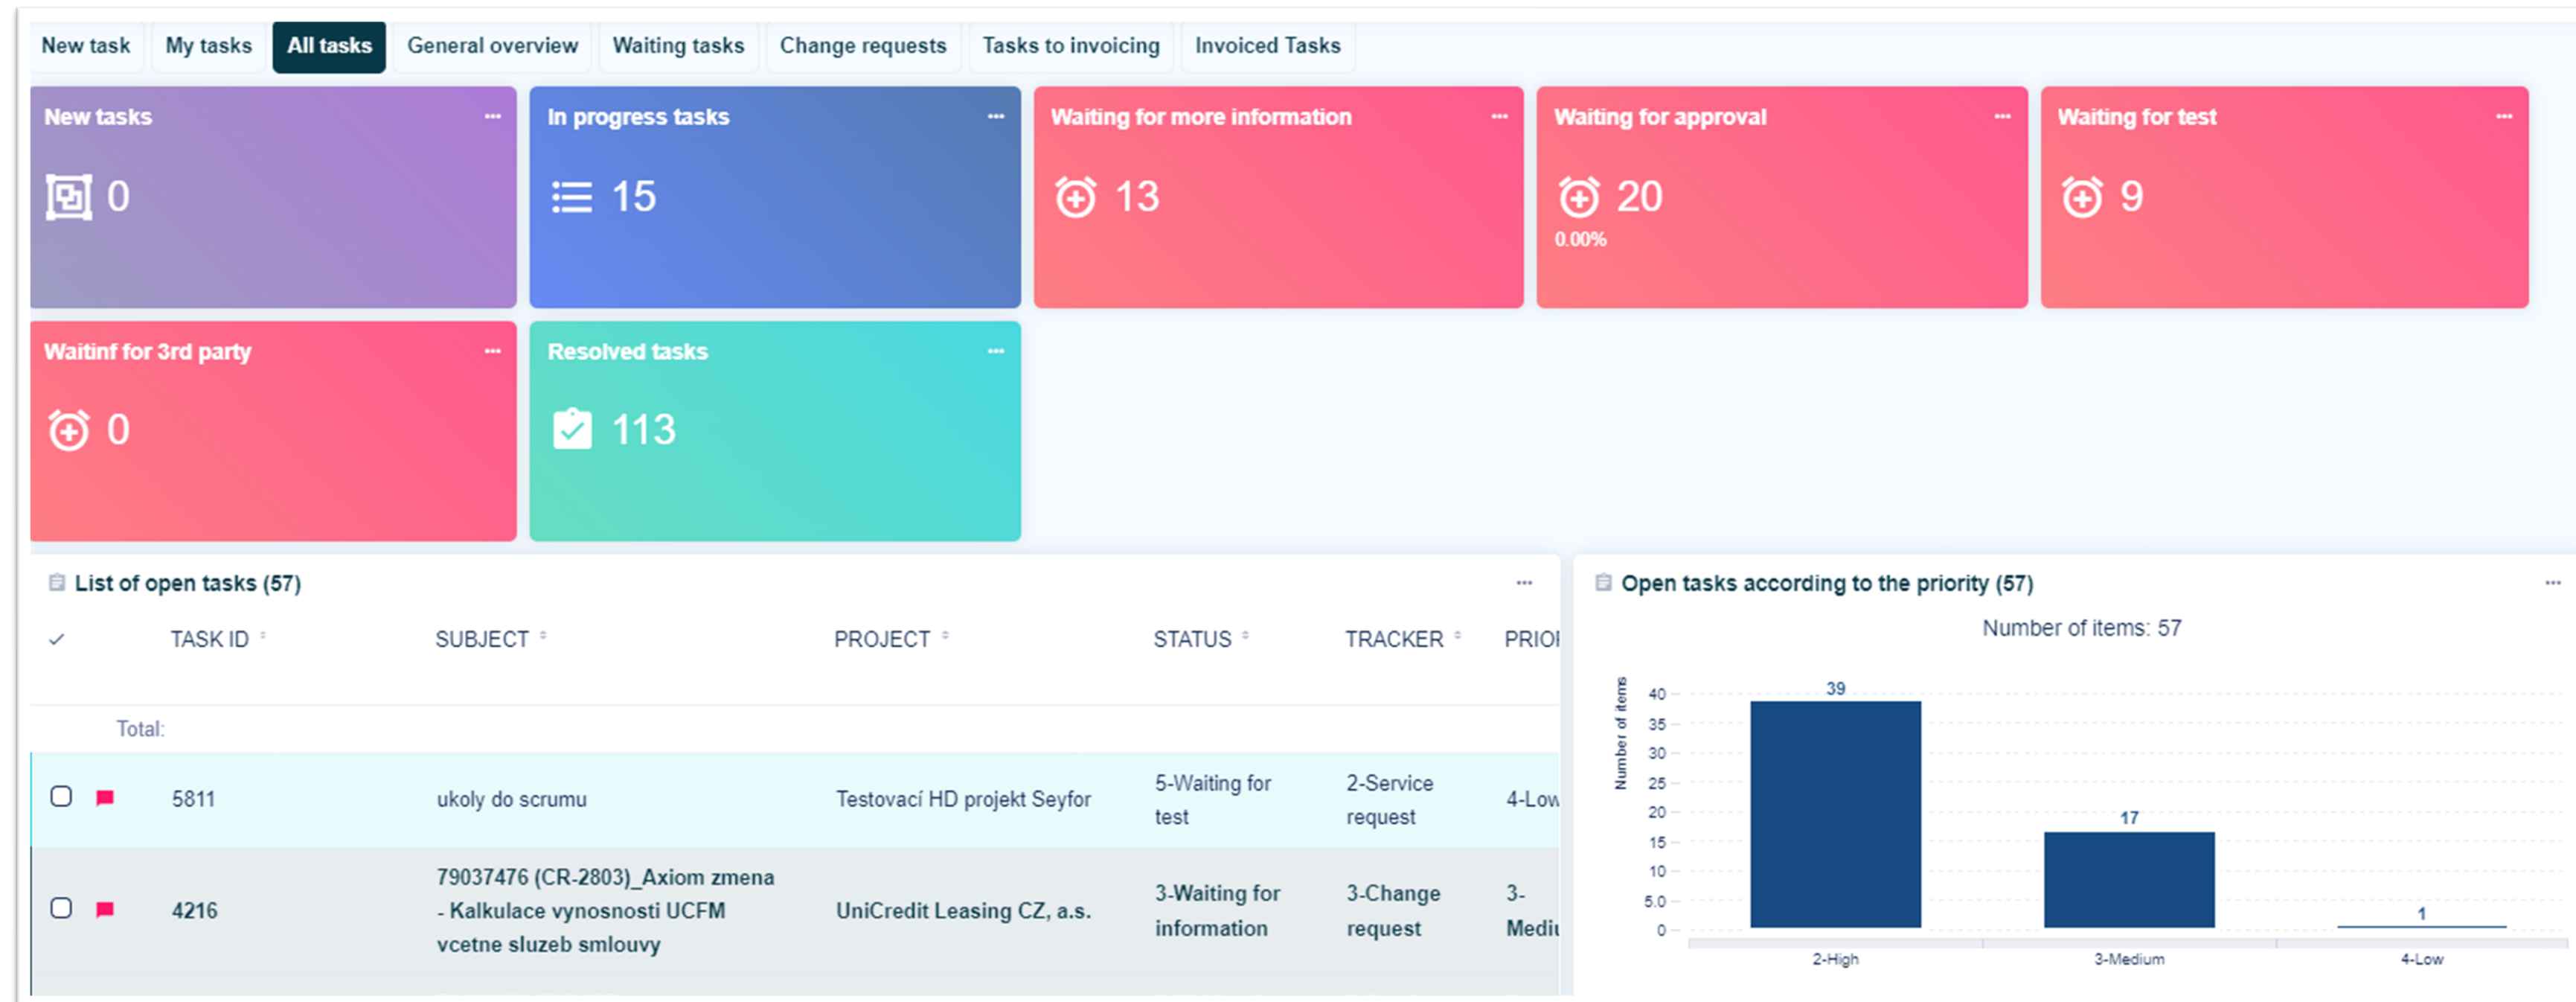 New task My tasks All tasks General overview Waiting tasks Change requests Tasks to invoicing Invoiced Tasks
New tasks
0
In progress tasks
15
Waiting for more information
13
Waiting for approval
20
0.00%
Waiting for test
9
Waitinf for 3rd party
0
Resolved tasks
113
List of open tasks (57)
TASK ID SUBJECT PROJECT STATUS TRACKER PRIOR
Total:
5811
ukoly do scrumu
Testovací HD projekt Seyfor
5-Waiting for
test
2-Service
request
4-Low
4216
79037476 (CR-2803)_Axiom zmena
- Kalkulace vynosnosti UCFM
vcetne sluzeb smlouvy
UniCredit Leasing CZ, a.s.
3-Waiting for
information
3-Change
request
3-
Mediu
Open tasks according to the priority (57)
Number of items: 57
Number of items
40
35
30
25
20
15
10
5.0
0
39
17
1
2-High
3-Medium
4-Low